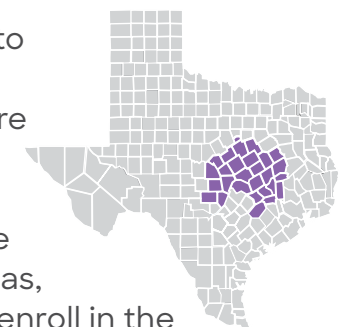 to
re
e
as,
enroll in the